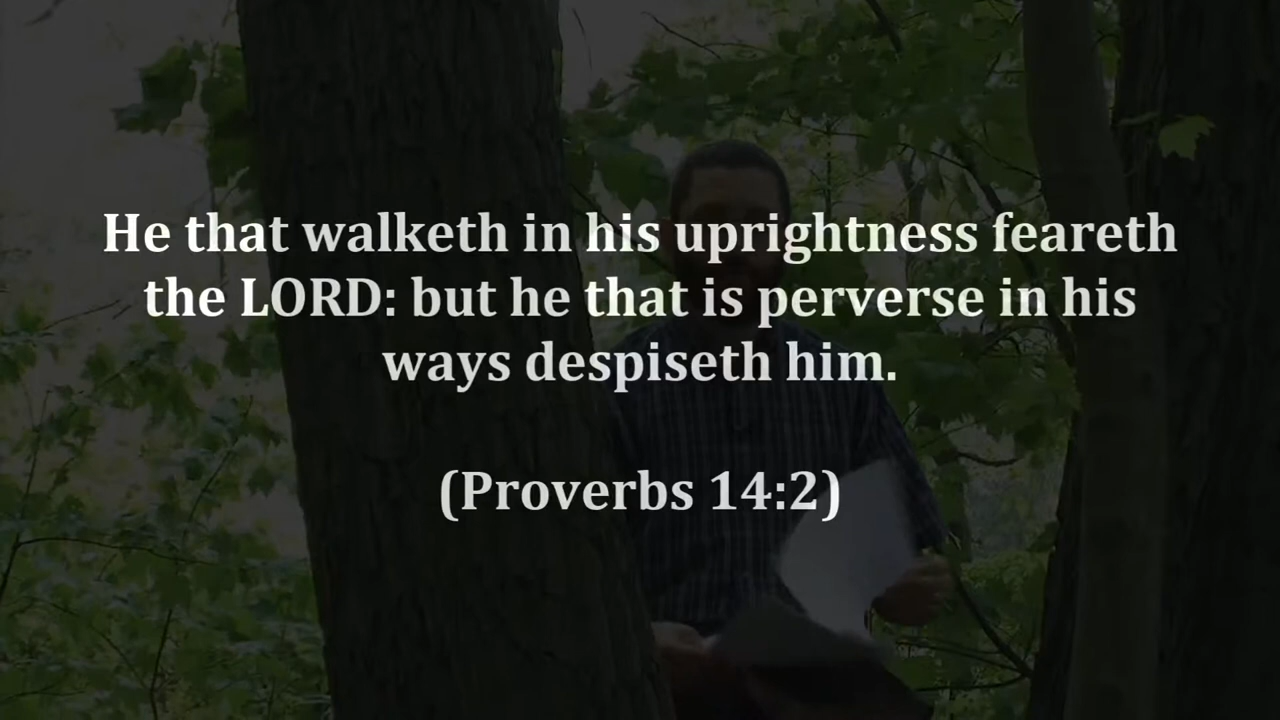 He that walketh in his uprightness feareth
the LORD: but he that is perverse in his
ways despiseth him.
(Proverbs 14:2)